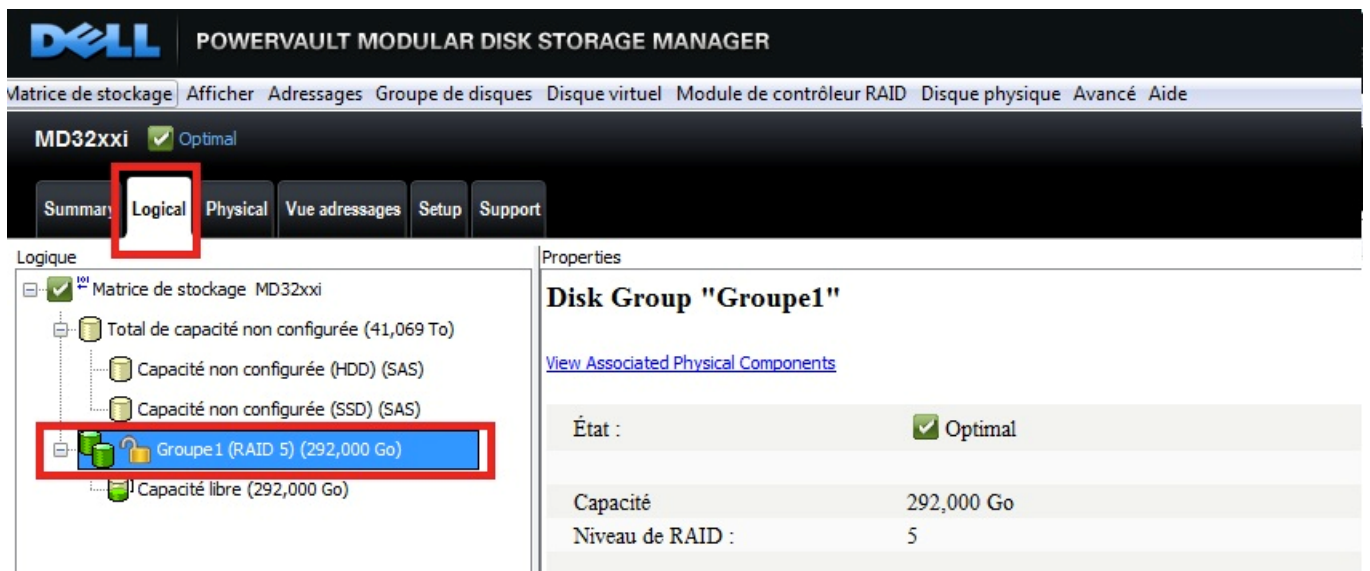 DELL POWERVAULT MODULAR DISK STORAGE MANAGER
Matrice de stockage Afficher Adressages Groupe de disques Disque virtuel Module de contrôleur RAID Disque physique Avancé Aide
MD32xxi Optimal
Summary Logical Physical Vue adressages Setup Support
Logique
Matrice de stockage MD32xxi
Total de capacité non configurée (41,069 To)
Capacité non configurée (HDD) (SAS)
Capacité non configurée (SSD) (SAS)
Groupe1 (RAID 5) (292,000 Go)
Capacité libre (292,000 Go)
Properties
Disk Group "Groupe1"
View Associated Physical Components
État : Optimal
Capacité 292,000 Go
Niveau de RAID : 5